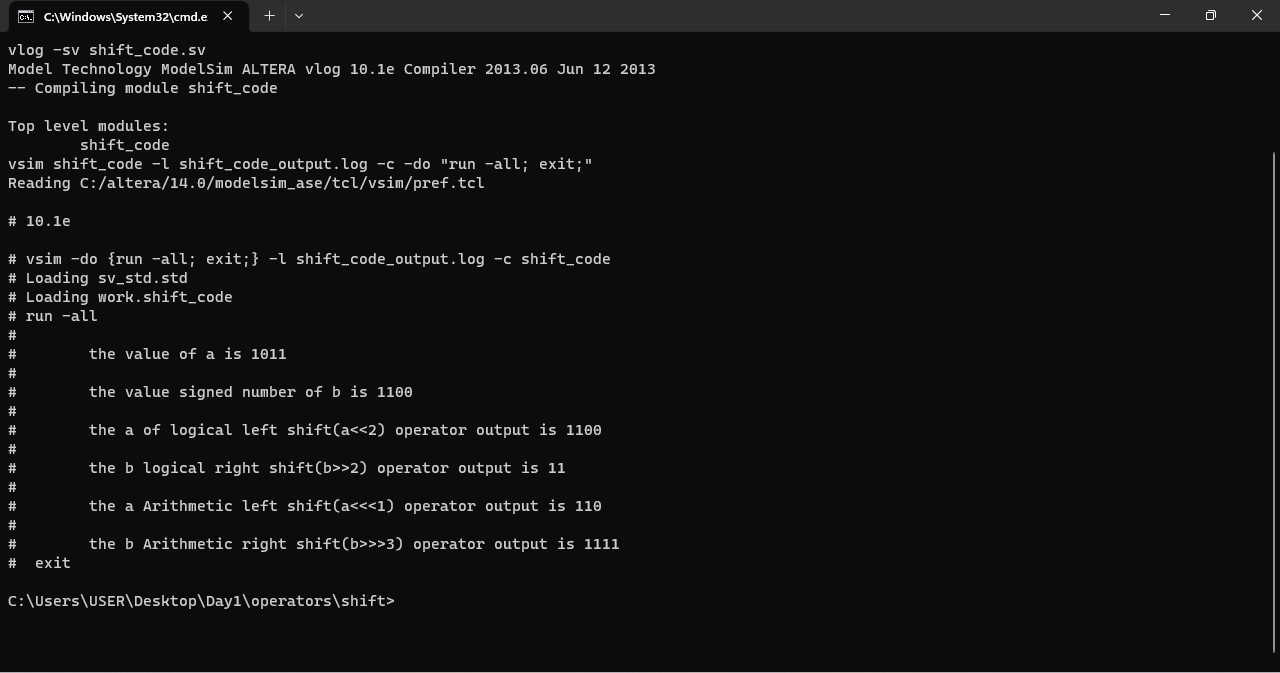 C:\Windows\System32\cmd.e
vlog -sv shift_code.sv
Model Technology ModelSim ALTERA vlog 10.1e Compiler 2013.06 Jun 12 2013
-- Compiling module shift_code
Top level modules:
shift_code
vsim shift_code -l shift_code_output.log -c -do "run -all; exit;"
Reading C:/altera/14.0/modelsim_ase/tcl/vsim/pref.tcl
# 10.1e
# vsim -do {run -all; exit;} -l shift_code_output.log -c shift_code
# Loading sv_std.std
# Loading work.shift_code
# run -all
#
# the value of a is 1011
#
# the value signed number of b is 1100
#
# the a of logical left shift(a<<2) operator output is 1100
#
# the b logical right shift(b>>2) operator output is 11
#
# the a Arithmetic left shift(a<<<1) operator output is 110
#
# the b Arithmetic right shift(b>>>3) operator output is 1111
# exit
C:\Users\USER\Desktop\Day1\operators\shift>